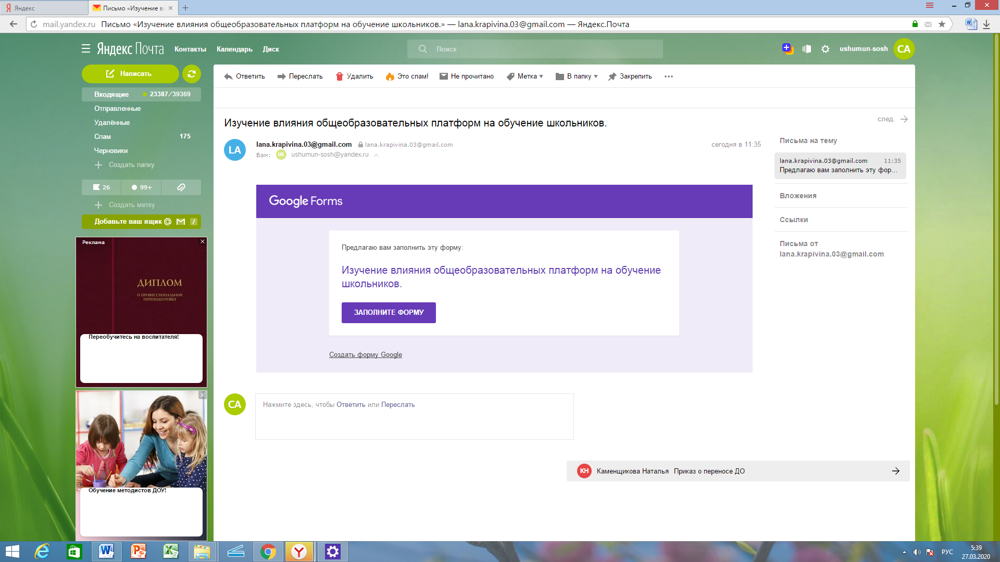 Яндекс
Письмо «Изучение вл
mail.yandex.ru Письмо «Изучение влияния общеобразовательных платформ на обучение школьников.» — lana.krapivina.03@gmail.com — Яндекс.Почта
Яндекс Почта Контакты Календарь Диск
Поиск
ushumun-sosh CA
Написать
Входящие 23387/39369
Отправленные
Удалённые
Спам 175
Черновики
Создать папку
26 99+
Создать метку
Добавьте ваш ящик @
Реклама
ДИПЛОМ
О ПРОФЕССИОНАЛЬНОЙ
ПЕРЕПОДГОТОВКЕ
Переобучитесь на воспитателя!
Обучение методистов ДОУ!
Ответить Переслать Удалить Это спам! Не прочитано Метка В папку Закрепить
Изучение влияния общеобразовательных платформ на обучение школьников.
след.
LA lana.krapivina.03@gmail.com lana.krapivina.03@gmail.com сегодня в 11:35
Вам: US ushumun-sosh@yandex.ru
Google Forms
Предлагаю вам заполнить эту форму:
Изучение влияния общеобразовательных платформ на обучение
школьников.
ЗАПОЛНИТЕ ФОРМУ
Создать форму Google
CA Нажмите здесь, чтобы Ответить или Переслать
КН Каменщикова Наталья Приказ о переносе ДО
Письма на тему
lana.krapivina.03@gmail.com 11:35
Предлагаю вам заполнить эту фор...
Вложения
Ссылки
Письма от
lana.krapivina.03@gmail.com
РУС
5:39
27.03.2020